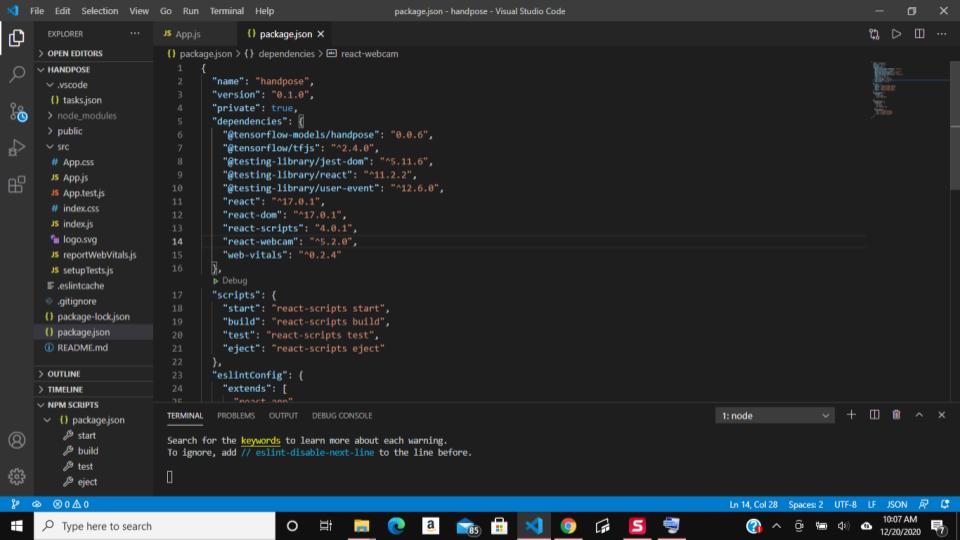 File Edit Selection View Go Run Terminal Help
package.json - handpose - Visual Studio Code
EXPLORER
OPEN EDITORS
HANDPOSE
.vscode
{} tasks.json
node_modules
public
src
# App.css
JS App.js
JS App.test.js
# index.css
JS index.js
logo.svg
JS reportWebVitals.js
JS setupTests.js
.eslintcache
.gitignore
{} package-lock.json
{} package.json
README.md
OUTLINE
TIMELINE
NPM SCRIPTS
{} package.json
start
build
test
eject
JS App.js
{} package.json
{} package.json > {} dependencies > react-webcam
1 {
2 "name": "handpose",
3 "version": "0.1.0",
4 "private": true,
5 "dependencies": {
6 "@tensorflow-models/handpose": "0.0.6",
7 "@tensorflow/tfjs": "^2.4.0",
8 "@testing-library/jest-dom": "^5.11.6",
9 "@testing-library/react": "^11.2.2",
10 "@testing-library/user-event": "^12.6.0",
11 "react": "^17.0.1",
12 "react-dom": "^17.0.1",
13 "react-scripts": "4.0.1",
14 "react-webcam": "^5.2.0",
15 "web-vitals": "^0.2.4"
16 },
Debug
17 "scripts": {
18 "start": "react-scripts start",
19 "build": "react-scripts build",
20 "test": "react-scripts test",
21 "eject": "react-scripts eject"
22 },
23 "eslintConfig": {
24 "extends": [
25 "react-app"
TERMINAL PROBLEMS OUTPUT DEBUG CONSOLE
1: node
Search for the keywords to learn more about each warning.
To ignore, add // eslint-disable-next-line to the line before.
0 0
Ln 14, Col 28 Spaces: 2 UTF-8 LF JSON
Type here to search
a
85
S
10:07 AM
12/20/2020
7